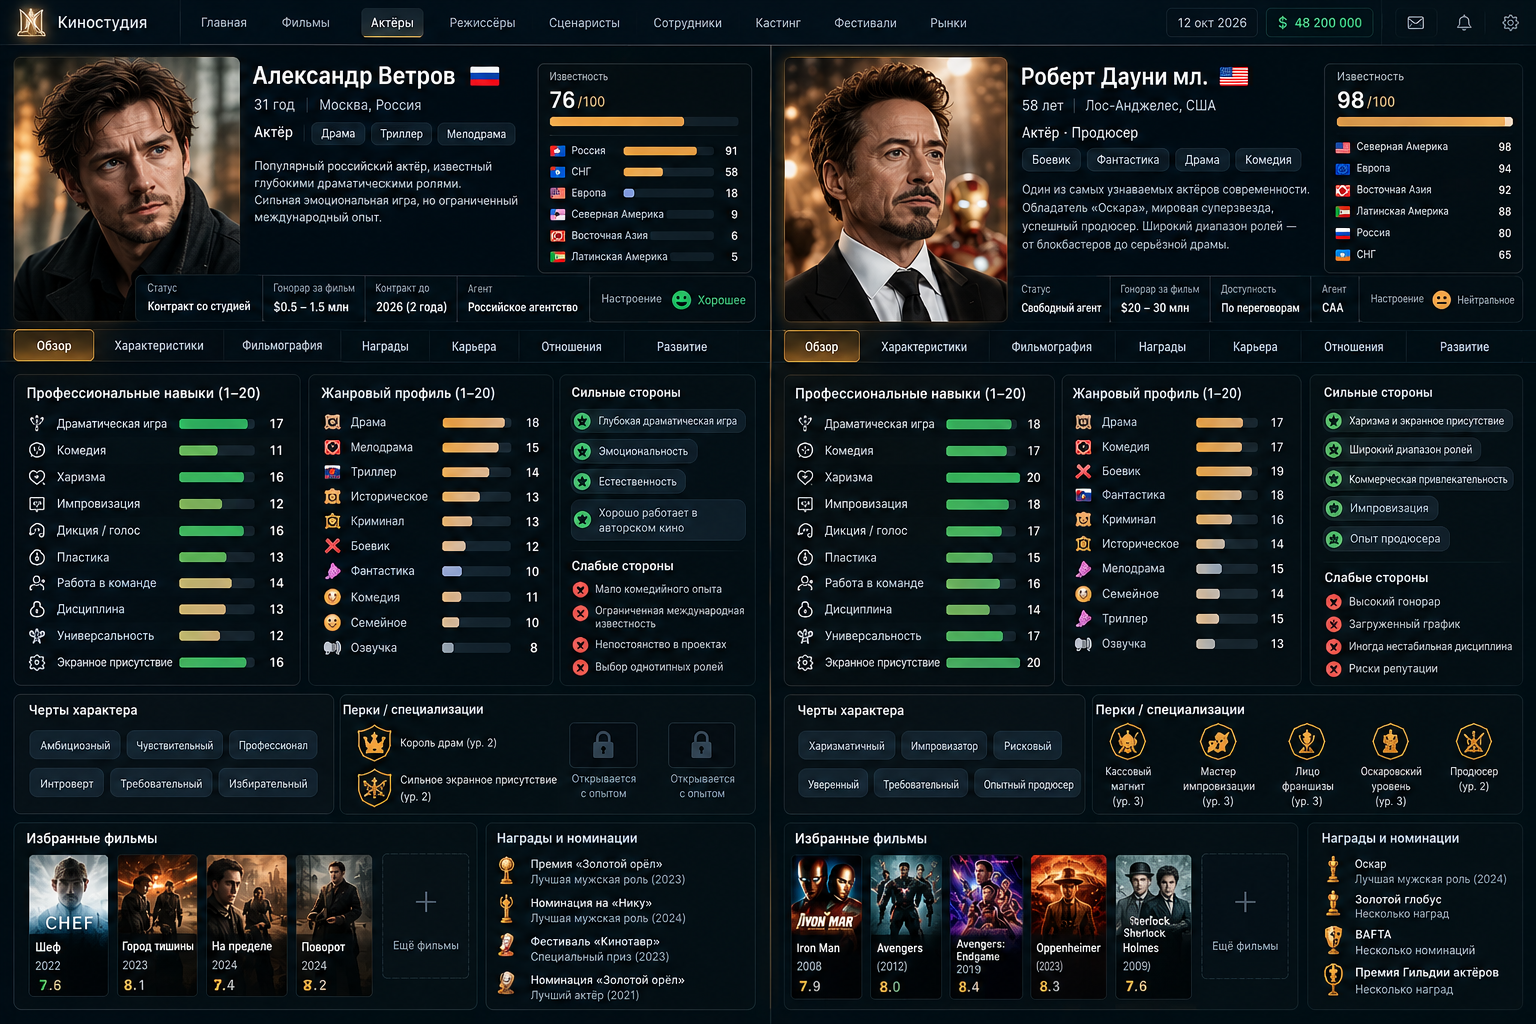 Киностудия
Главная
Фильмы
Актёры
Режиссёры
Сценаристы
Сотрудники
Кастинг
Фестивали
Рынки
12 окт 2026
$ 48 200 000
Александр Ветров
31 год
Москва, Россия
Актёр
Драма
Триллер
Мелодрама
Популярный российский актёр, известный
глубокими драматическими ролями.
Сильная эмоциональная игра, но ограниченный
международный опыт.
Известность
76 /100
Россия 91
СНГ 58
Европа 18
Северная Америка 9
Восточная Азия 6
Латинская Америка 5
Статус
Контракт со студией
Гонорар за фильм
$0.5 – 1.5 млн
Контракт до
2026 (2 года)
Агент
Российское агентство
Настроение
Хорошее
Обзор
Характеристики
Фильмография
Награды
Карьера
Отношения
Развитие
Профессиональные навыки (1–20)
Драматическая игра 17
Комедия 11
Харизма 16
Импровизация 12
Дикция / голос 16
Пластика 13
Работа в команде 14
Дисциплина 13
Универсальность 12
Экранное присутствие 16
Жанровый профиль (1–20)
Драма 18
Мелодрама 15
Триллер 14
Историческое 13
Криминал 13
Боевик 12
Фантастика 10
Комедия 11
Семейное 10
Озвучка 8
Сильные стороны
Глубокая драматическая игра
Эмоциональность
Естественность
Хорошо работает в
авторском кино
Слабые стороны
Мало комедийного опыта
Ограниченная международная
известность
Непостоянство в проектах
Выбор однотипных ролей
Черты характера
Амбициозный
Чувствительный
Профессионал
Интроверт
Требовательный
Избирательный
Перки / специализации
Король драм (ур. 2)
Сильное экранное присутствие
(ур. 2)
Открывается
с опытом
Открывается
с опытом
Избранные фильмы
CHEF
Шеф
2022
7.6
Город тишины
2023
8.1
На пределе
2024
7.4
Поворот
2024
8.2
Ещё фильмы
Награды и номинации
Премия «Золотой орёл»
Лучшая мужская роль (2023)
Номинация на «Нику»
Лучшая мужская роль (2024)
Фестиваль «Кинотавр»
Специальный приз (2023)
Номинация «Золотой орёл»
Лучший актёр (2021)
Роберт Дауни мл.
58 лет
Лос-Анджелес, США
Актёр · Продюсер
Боевик
Фантастика
Драма
Комедия
Один из самых узнаваемых актёров современности.
Обладатель «Оскара», мировая суперзвезда,
успешный продюсер. Широкий диапазон ролей —
от блокбастеров до серьёзной драмы.
Известность
98 /100
Северная Америка 98
Европа 94
Восточная Азия 92
Латинская Америка 88
Россия 80
СНГ 65
Статус
Свободный агент
Гонорар за фильм
$20 – 30 млн
Доступность
По переговорам
Агент
CAA
Настроение
Нейтральное
Обзор
Характеристики
Фильмография
Награды
Карьера
Отношения
Развитие
Профессиональные навыки (1–20)
Драматическая игра 18
Комедия 17
Харизма 20
Импровизация 18
Дикция / голос 17
Пластика 15
Работа в команде 16
Дисциплина 14
Универсальность 17
Экранное присутствие 20
Жанровый профиль (1–20)
Драма 17
Комедия 17
Боевик 19
Фантастика 18
Криминал 16
Историческое 14
Мелодрама 15
Семейное 14
Триллер 15
Озвучка 13
Сильные стороны
Харизма и экранное присутствие
Широкий диапазон ролей
Коммерческая привлекательность
Импровизация
Опыт продюсера
Слабые стороны
Высокий гонорар
Загруженный график
Иногда нестабильная дисциплина
Риски репутации
Черты характера
Харизматичный
Импровизатор
Рисковый
Уверенный
Требовательный
Опытный продюсер
Перки / специализации
Кассовый
магнит
(ур. 3)
Мастер
импровизации
(ур. 3)
Лицо
франшизы
(ур. 3)
Оскаровский
уровень
(ур. 3)
Продюсер
(ур. 2)
Избранные фильмы
Iron Man
2008
7.9
Avengers
(2012)
8.0
Avengers:
Endgame
2019
8.4
Oppenheimer
(2023)
8.3
Sherlock
Holmes
2009)
7.6
Ещё фильмы
Награды и номинации
Оскар
Лучшая мужская роль (2024)
Золотой глобус
Несколько наград
BAFTA
Несколько номинаций
Премия Гильдии актёров
Несколько наград